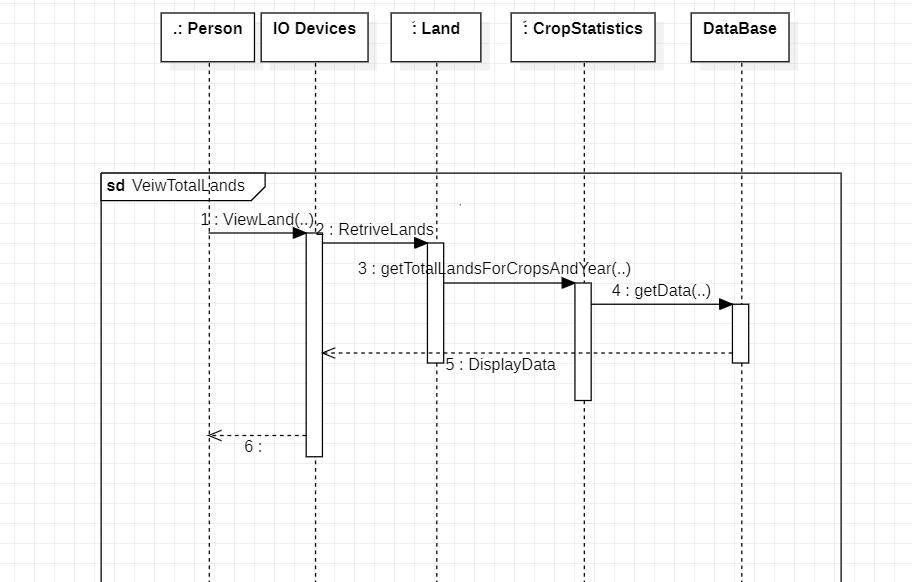 .: Person
IO Devices
: Land
: CropStatistics
DataBase
sd VeiwTotalLands
1 : ViewLand(..)
2 : RetriveLands
3 : getTotalLandsForCropsAndYear(..)
4 : getData(..)
5 : DisplayData
6 :